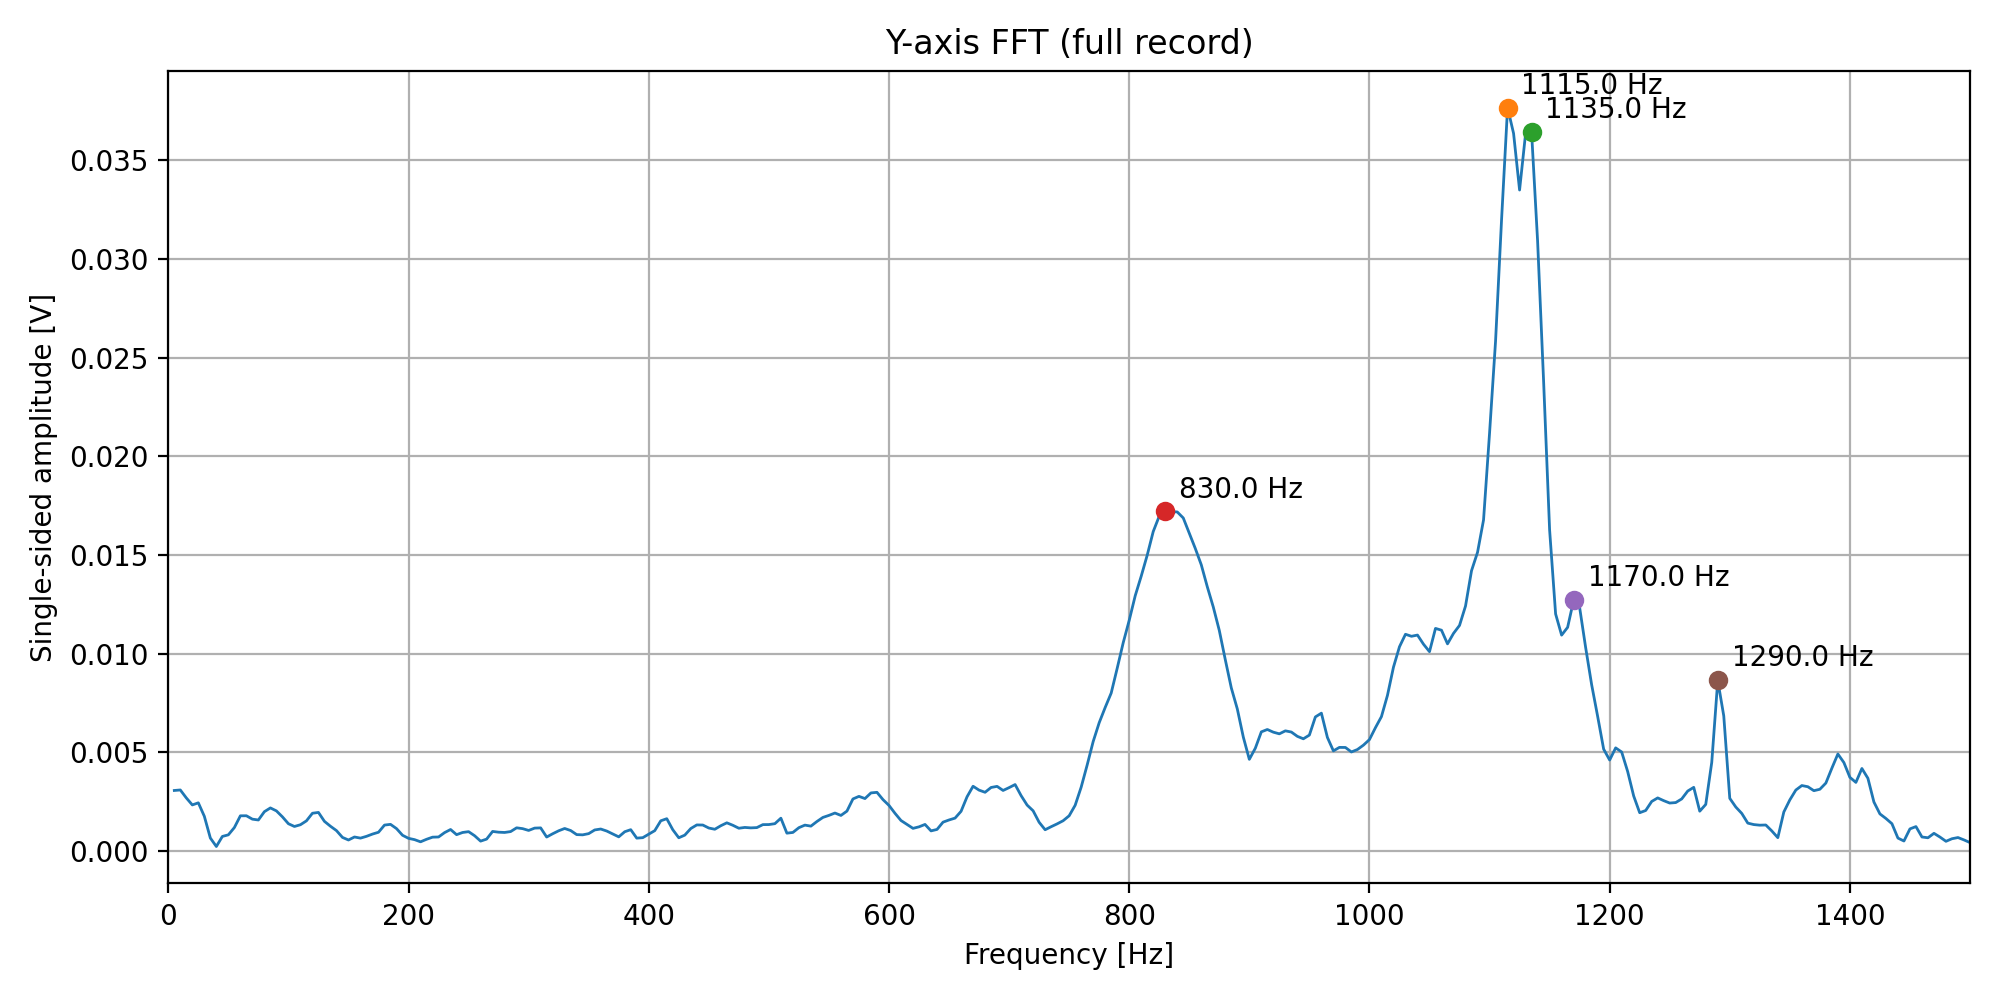 Y-axis FFT (full record)
1115.0 Hz
1135.0 Hz
830.0 Hz
1170.0 Hz
1290.0 Hz
0.035
0.030
0.025
0.020
0.015
0.010
0.005
0.000
Single-sided amplitude [V]
0 200 400 600 800 1000 1200 1400
Frequency [Hz]